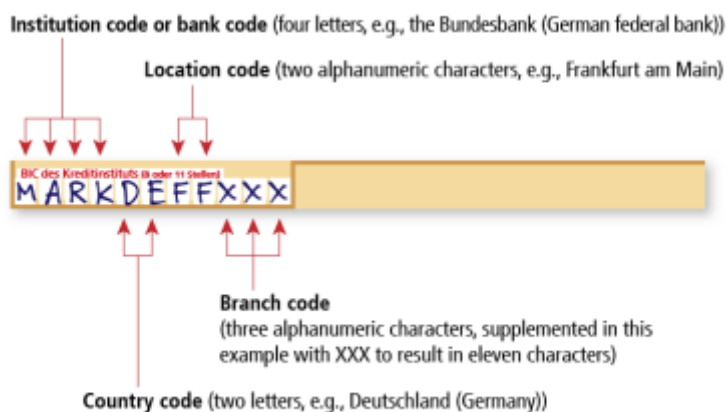 Institution code or bank code (four letters, e.g., the Bundesbank (German federal bank))
Location code (two alphanumeric characters, e.g., Frankfurt am Main)
BIC des Kreditinstituts (8 oder 11 Stellen)
MARKDEFFXXX
Branch code
(three alphanumeric characters, supplemented in this
example with XXX to result in eleven characters)
Country code (two letters, e.g., Deutschland (Germany))